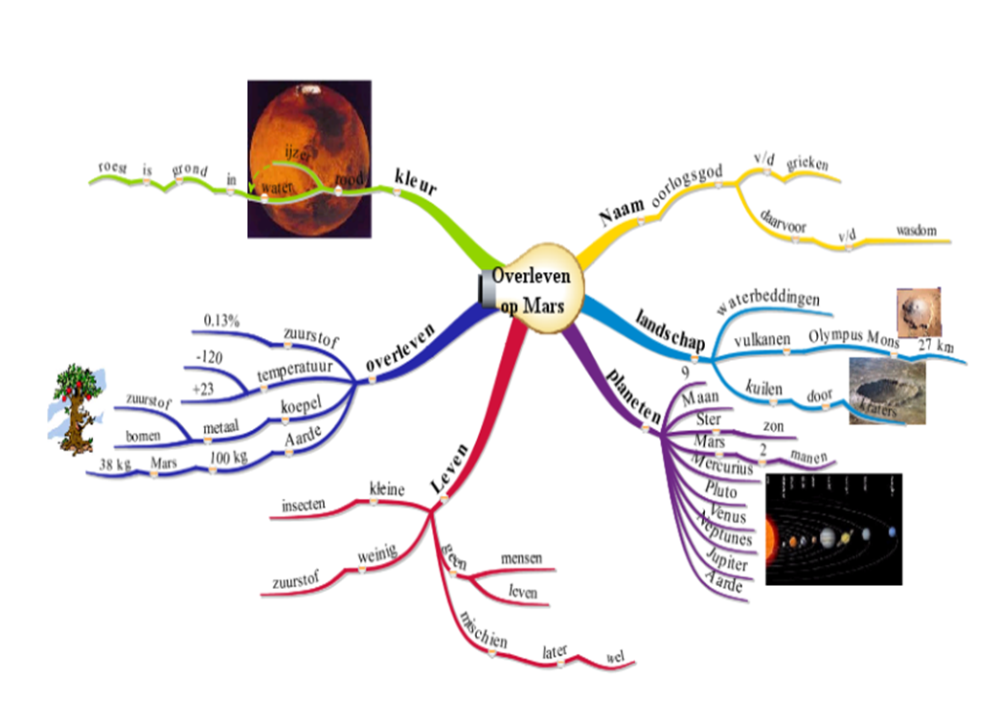 Overleven
op Mars
Naam
oorlogsgod
v/d
grieken
daarvoor
v/d
wasdom
landschap
waterbeddingen
vulkanen
Olympus Mons
27 km
kuilen
door
kraters
planeten
9
Maan
Ster
zon
Mars
2
manen
Mercurius
Pluto
Venus
Neptunes
Jupiter
Aarde
Leven
kleine
insecten
weinig
zuurstof
geen
mensen
leven
mischien
later
wel
overleven
zuurstof
0.13%
temperatuur
-120
+23
koepel
metaal
zuurstof
bomen
Aarde
100 kg
Mars
38 kg
kleur
rood
ijzer
water
in
grond
is
roest